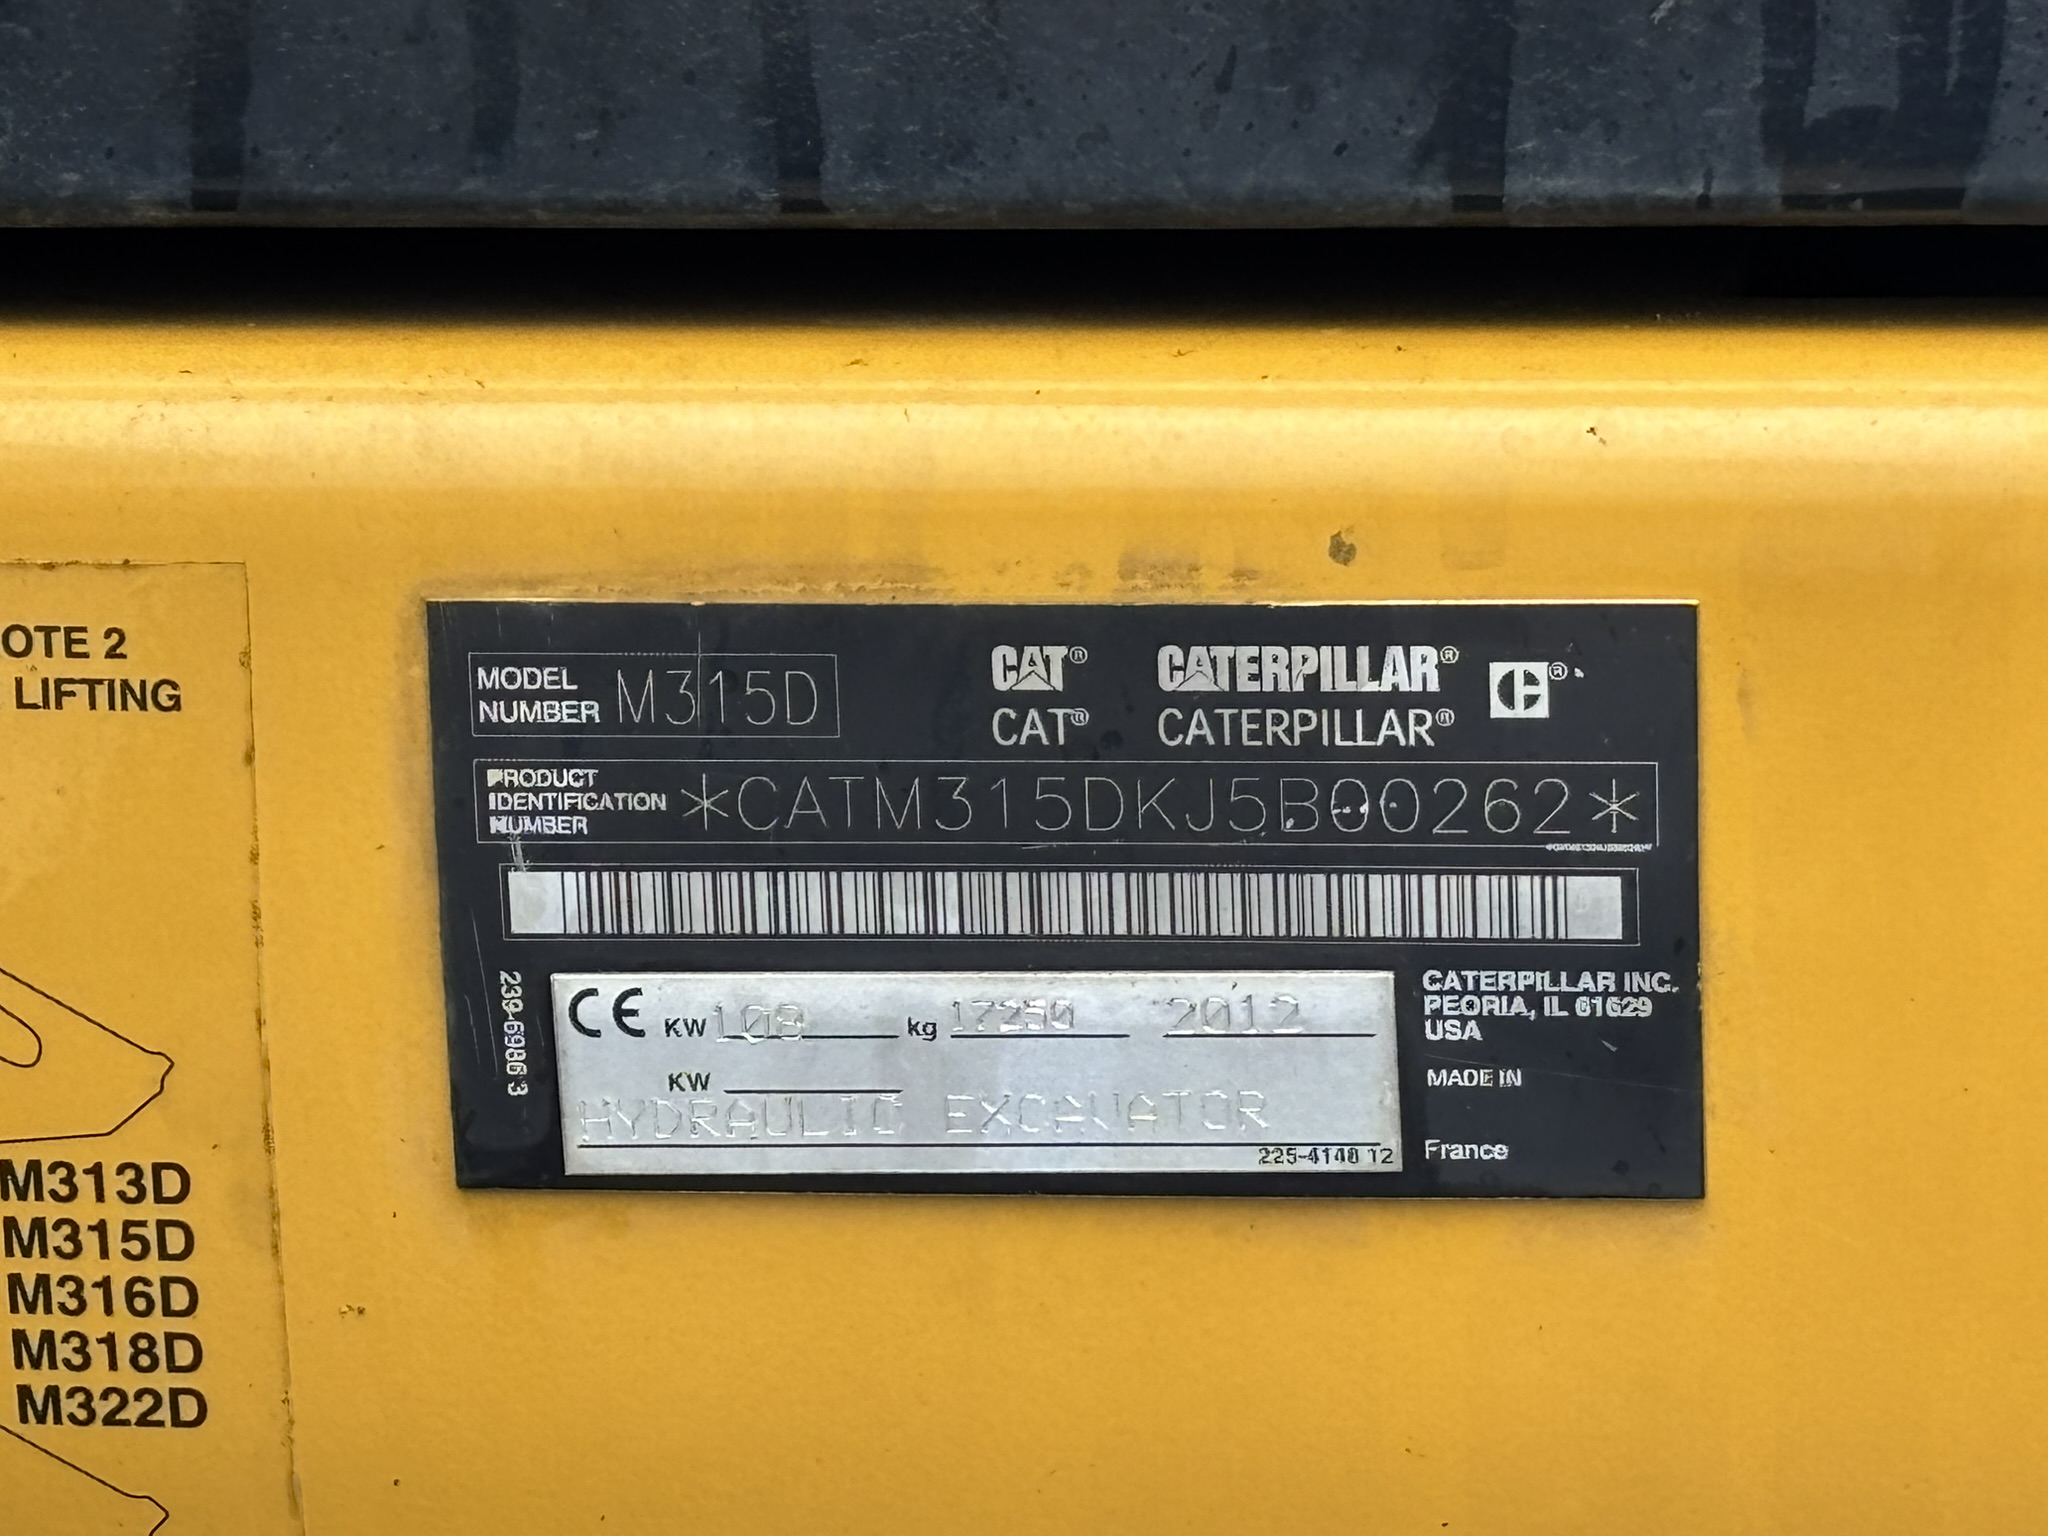 OTE 2
LIFTING
M313D
M315D
M316D
M318D
M322D
MODEL
NUMBER M315D
CAT® CATERPILLAR® C®
CAT® CATERPILLAR®
PRODUCT
IDENTIFICATION
NUMBER
*CATM315DKJ5B00262*
239-6986 3
CE KW 108 kg 17250 2012
KW
HYDRAULIC EXCAVATOR
225-4140 12
CATERPILLAR INC.
PEORIA, IL 61629
USA
MADE IN
France